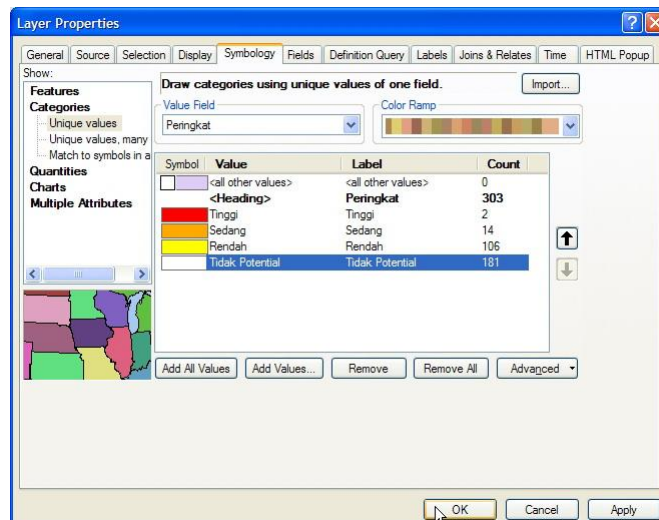 Layer Properties
General Source Selection Display Symbology Fields Definition Query Labels Joins & Relates Time HTML Popup
Show:
Features
Categories
Unique values
Unique values, many
Match to symbols in a
Quantities
Charts
Multiple Attributes
Draw categories using unique values of one field.
Import...
Value Field
Peringkat
Color Ramp
Symbol Value Label Count
<all other values> <all other values> 0
<Heading> Peringkat 303
Tinggi Tinggi 2
Sedang Sedang 14
Rendah Rendah 106
Tidak Potential Tidak Potential 181
Add All Values Add Values... Remove Remove All Advanced
OK Cancel Apply